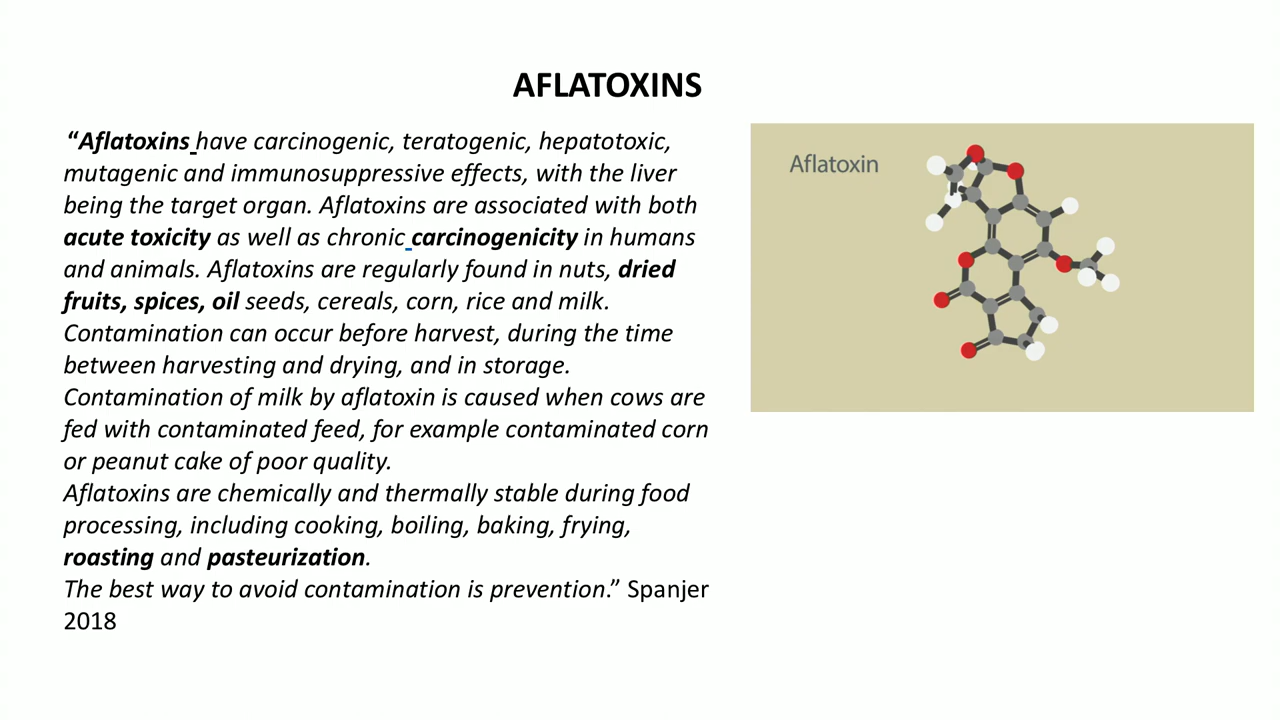 AFLATOXINS
“Aflatoxins have carcinogenic, teratogenic, hepatotoxic,
mutagenic and immunosuppressive effects, with the liver
being the target organ. Aflatoxins are associated with both
acute toxicity as well as chronic carcinogenicity in humans
and animals. Aflatoxins are regularly found in nuts, dried
fruits, spices, oil seeds, cereals, corn, rice and milk.
Contamination can occur before harvest, during the time
between harvesting and drying, and in storage.
Contamination of milk by aflatoxin is caused when cows are
fed with contaminated feed, for example contaminated corn
or peanut cake of poor quality.
Aflatoxins are chemically and thermally stable during food
processing, including cooking, boiling, baking, frying,
roasting and pasteurization.
The best way to avoid contamination is prevention.” Spanjer
2018
Aflatoxin